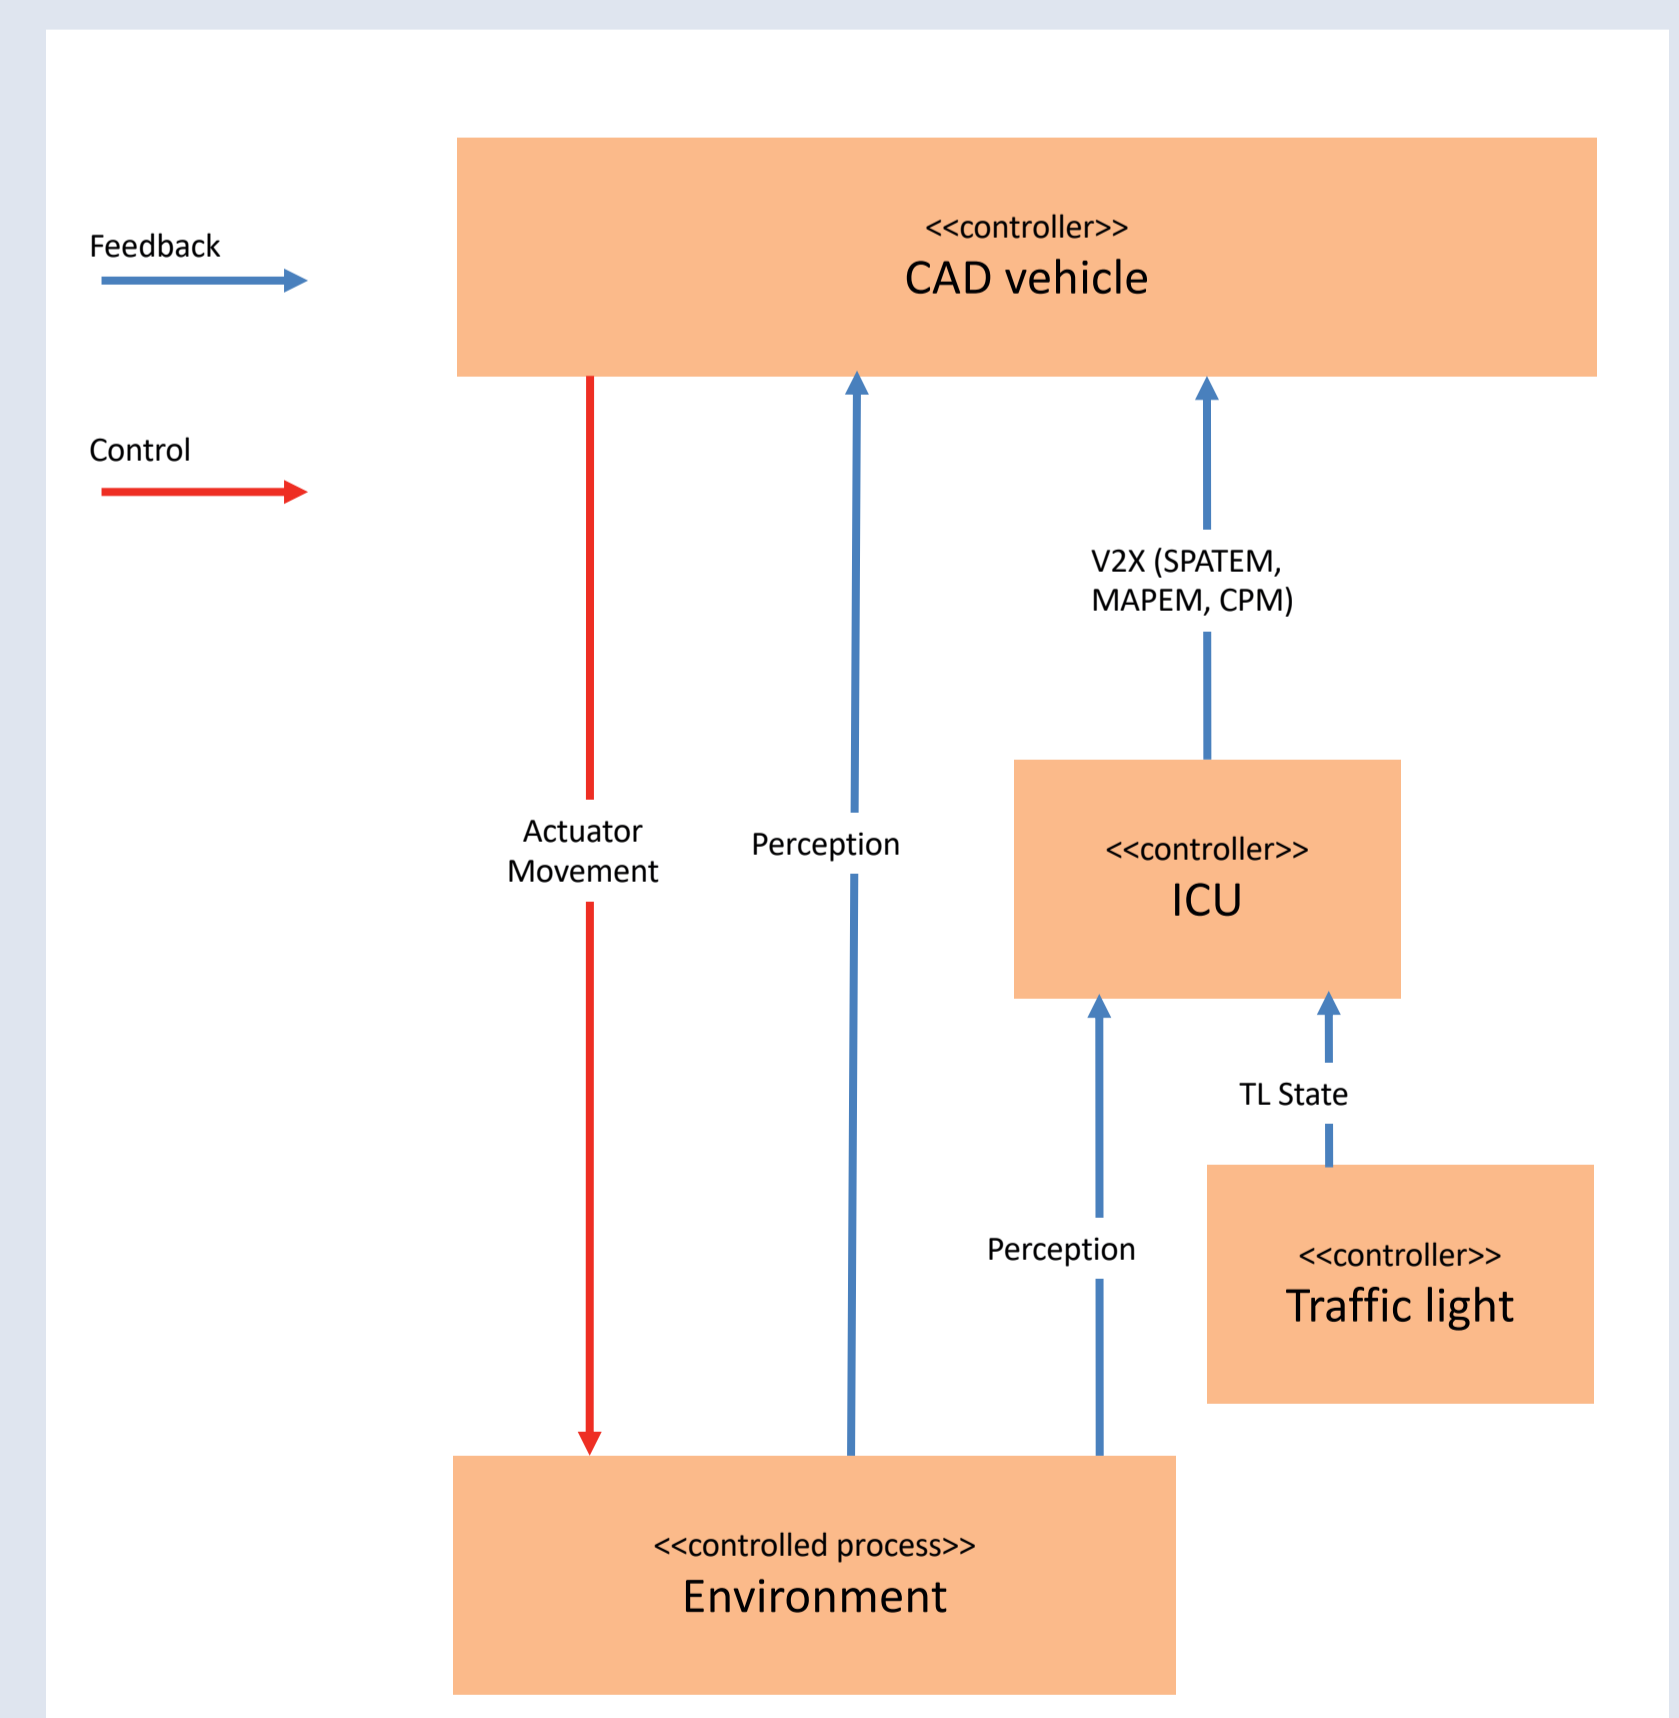 <<controller>>
CAD vehicle
Feedback
Control
V2X (SPATEM,
MAPEM, CPM)
Actuator
Movement
Perception
<<controller>>
ICU
TL State
Perception
<<controller>>
Traffic light
<<controlled process>>
Environment